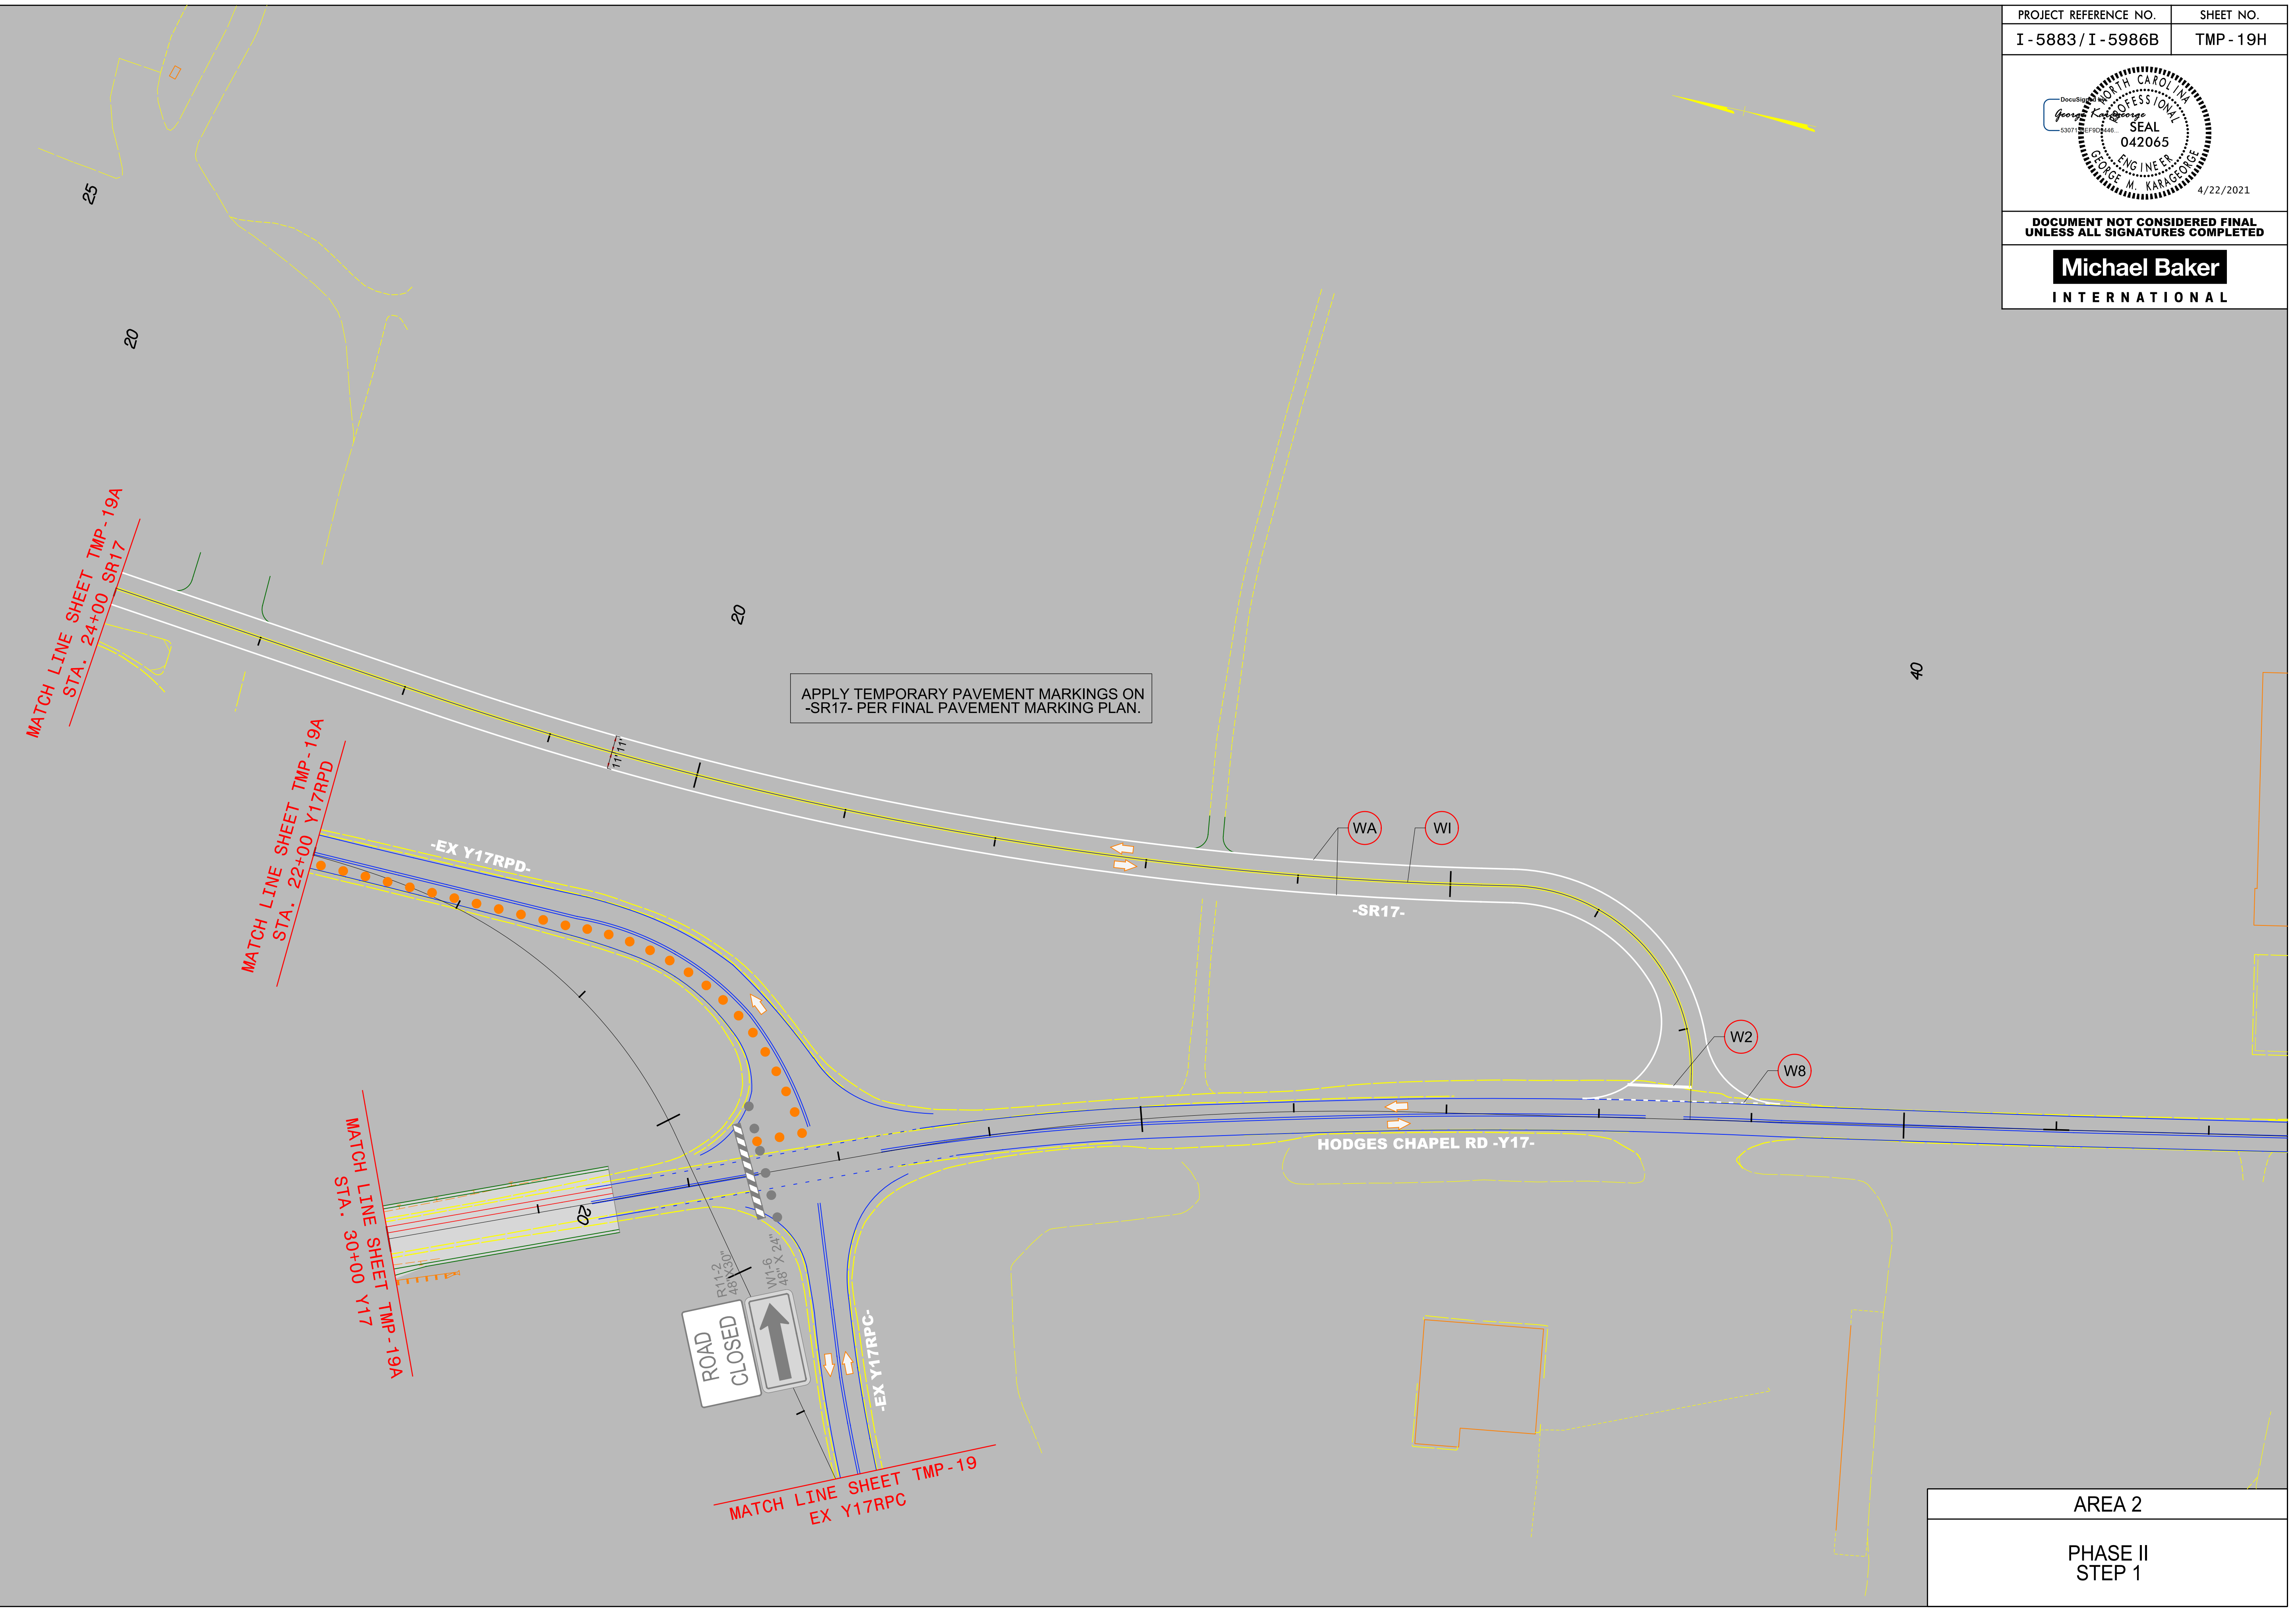 PROJECT REFERENCE NO.
SHEET NO.
I-5883/I-5986B
TMP-19H
NORTH CAROLINA
PROFESSIONAL
SEAL
042065
ENGINEER
GEORGE M. KARAGEORGE
4/22/2021
DOCUMENT NOT CONSIDERED FINAL
UNLESS ALL SIGNATURES COMPLETED
Michael Baker
INTERNATIONAL
25
20
20
40
MATCH LINE SHEET TMP-19A
STA. 24+00 SR17
APPLY TEMPORARY PAVEMENT MARKINGS ON
-SR17- PER FINAL PAVEMENT MARKING PLAN.
11' 11'
MATCH LINE SHEET TMP-19A
STA. 22+00 Y17RPD
-EX Y17RPD-
WA
WI
-SR17-
W2
W8
HODGES CHAPEL RD -Y17-
MATCH LINE SHEET TMP-19A
STA. 30+00 Y17
20
R11-2
48"X30"
W1-6
48" X 24"
ROAD
CLOSED
-EX Y17RPC-
MATCH LINE SHEET TMP-19
EX Y17RPC
AREA 2
PHASE II
STEP 1